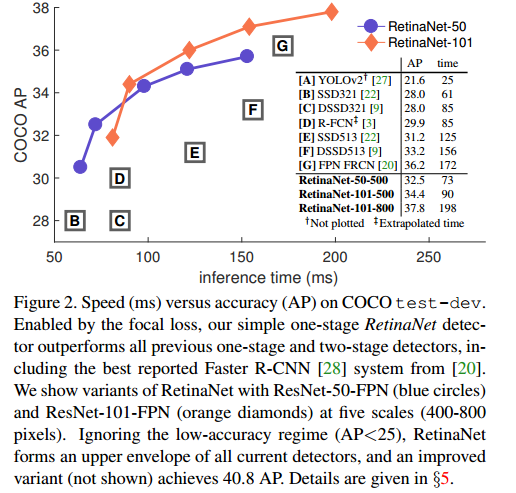 38
36
34
32
30
28
COCO AP
50
100
150
200
250
inference time (ms)
B
C
D
E
F
G
RetinaNet-50
RetinaNet-101
AP time
[A] YOLOv2† [27] 21.6 25
[B] SSD321 [22] 28.0 61
[C] DSSD321 [9] 28.0 85
[D] R-FCN‡ [3] 29.9 85
[E] SSD513 [22] 31.2 125
[F] DSSD513 [9] 33.2 156
[G] FPN FRCN [20] 36.2 172
RetinaNet-50-500 32.5 73
RetinaNet-101-500 34.4 90
RetinaNet-101-800 37.8 198
†Not plotted ‡Extrapolated time
Figure 2. Speed (ms) versus accuracy (AP) on COCO test-dev.
Enabled by the focal loss, our simple one-stage RetinaNet detec-
tor outperforms all previous one-stage and two-stage detectors, in-
cluding the best reported Faster R-CNN [28] system from [20].
We show variants of RetinaNet with ResNet-50-FPN (blue circles)
and ResNet-101-FPN (orange diamonds) at five scales (400-800
pixels). Ignoring the low-accuracy regime (AP<25), RetinaNet
forms an upper envelope of all current detectors, and an improved
variant (not shown) achieves 40.8 AP. Details are given in §5.